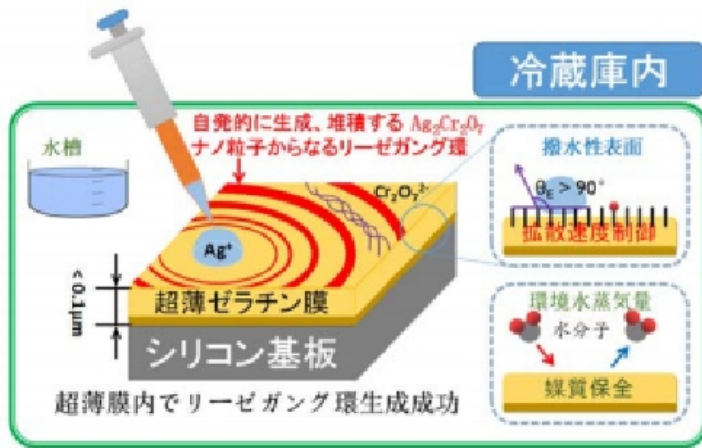 冷蔵庫内
水槽
自発的に生成、堆積する Ag₂Cr₂O₇
ナノ粒子からなるリーゼガング環
Cr₂O₇²⁻
Ag⁺
< 0.1μm
超薄ゼラチン膜
シリコン基板
超薄膜内でリーゼガング環生成成功
撥水性表面
θE > 90°
拡散速度制御
環境水蒸気量
水分子
媒質保全